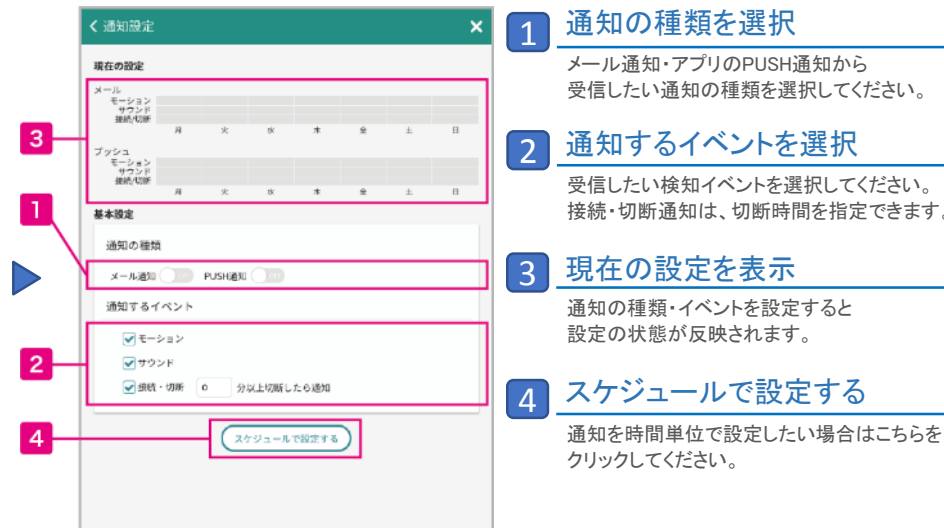 く 通知設定 ×
現在の設定
メール
モーション
サウンド
接続/切断
月 火 水 木 金 土 日
プッシュ
モーション
サウンド
接続/切断
月 火 水 木 金 土 日
3
1
基本設定
通知の種類
メール通知 OFF PUSH通知 OFF
通知するイベント
2
モーション
サウンド
接続・切断 0 分以上切断したら通知
4
スケジュールで設定する
1 通知の種類を選択
メール通知・アプリのPUSH通知から
受信したい通知の種類を選択してください。
2 通知するイベントを選択
受信したい検知イベントを選択してください。
接続・切断通知は、切断時間を指定できます。
3 現在の設定を表示
通知の種類・イベントを設定すると
設定の状態が反映されます。
4 スケジュールで設定する
通知を時間単位で設定したい場合はこちらを
クリックしてください。